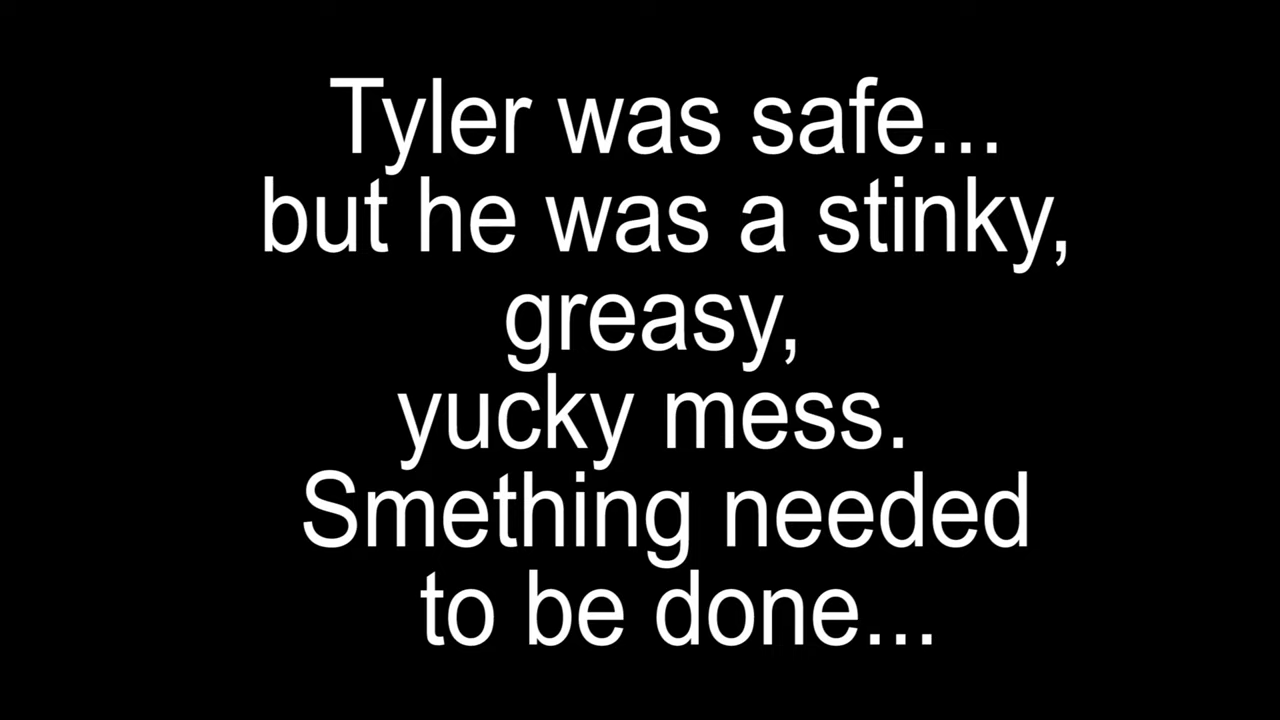 Tyler was safe...
but he was a stinky,
greasy,
yucky mess.
Smething needed
to be done...